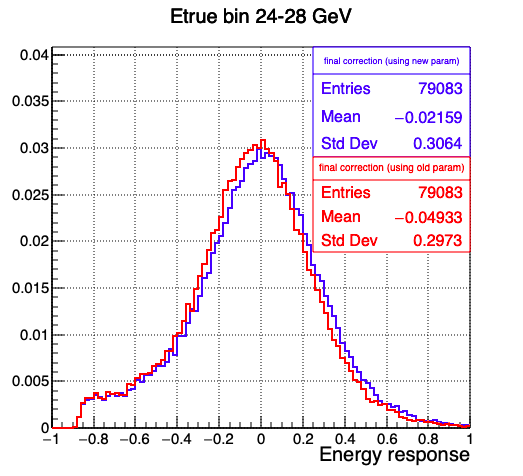 Etrue bin 24-28 GeV
0.04
0.035
0.03
0.025
0.02
0.015
0.01
0.005
0
final correction (using new param)
Entries 79083
Mean −0.02159
Std Dev 0.3064
final correction (using old param)
Entries 79083
Mean −0.04933
Std Dev 0.2973
−1 −0.8 −0.6 −0.4 −0.2 0 0.2 0.4 0.6 0.8 1
Energy response